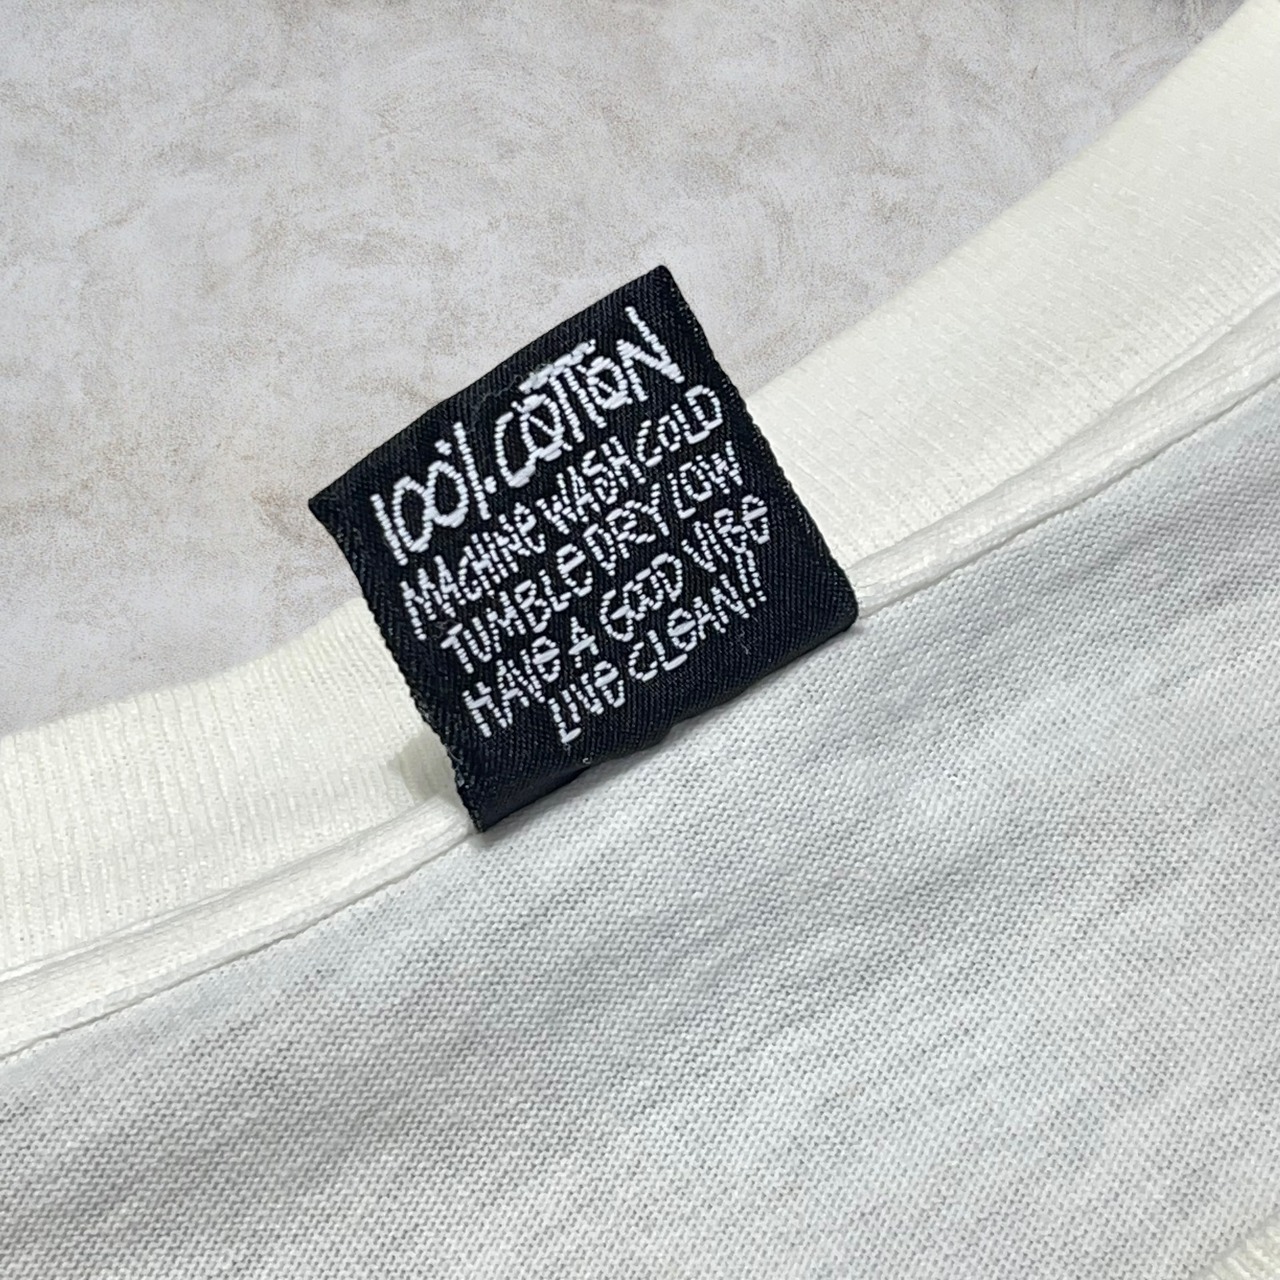 100% COTTON
MACHINE WASH COLD
TUMBLE DRY LOW
HAVE A GOOD VIBE
LIVE CLEAN!!